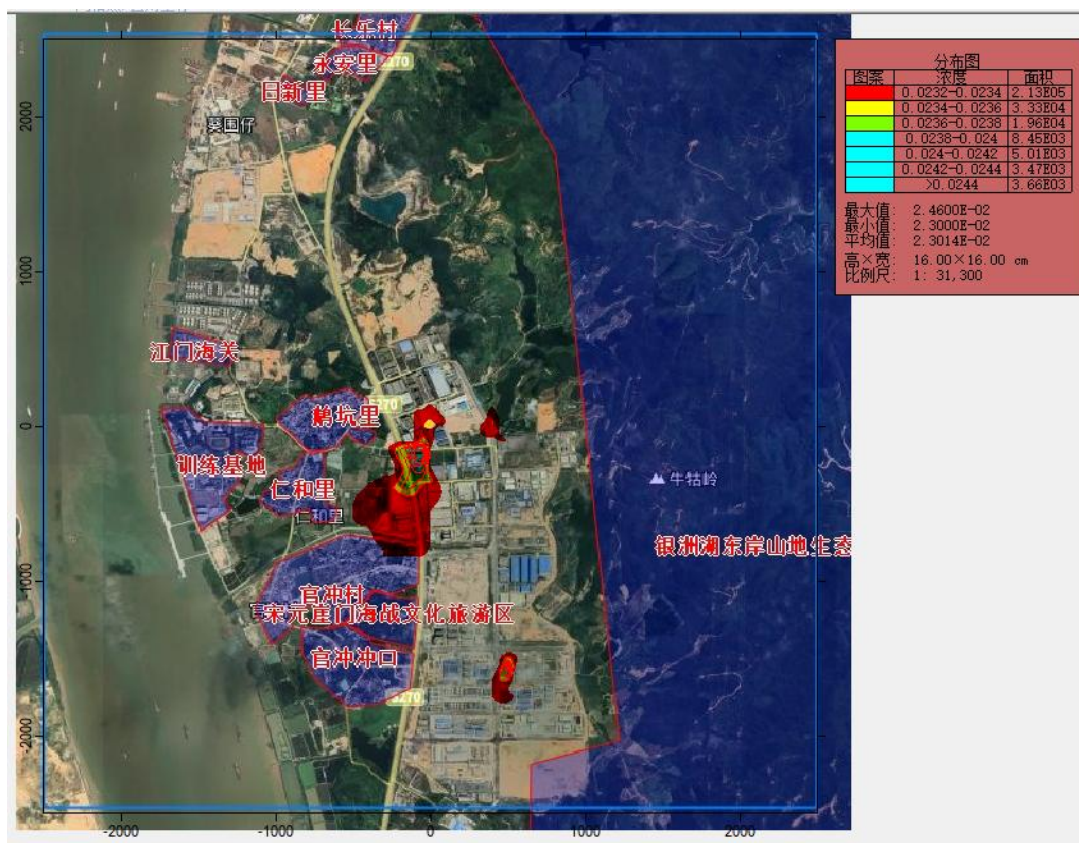 长乐村
S270
永安里
日新里
葵国仔
2000
1000
0
-1000
-2000
江门海关
S270
鹅坑里
训练基地
仁和里
仁和里
牛牯岭
银洲湖东岸山地生态
官冲村
宋元崖门海战文化旅游区
官冲冲口
S270
-2000
-1000
0
1000
2000
分布图
图案 浓度 面积
0.0232-0.0234 2.13E05
0.0234-0.0236 3.33E04
0.0236-0.0238 1.96E04
0.0238-0.024 8.45E03
0.024-0.0242 5.01E03
0.0242-0.0244 3.47E03
>0.0244 3.66E03
最大值: 2.4600E-02
最小值: 2.3000E-02
平均值: 2.3014E-02
高×宽: 16.00×16.00 cm
比例尺: 1: 31,300